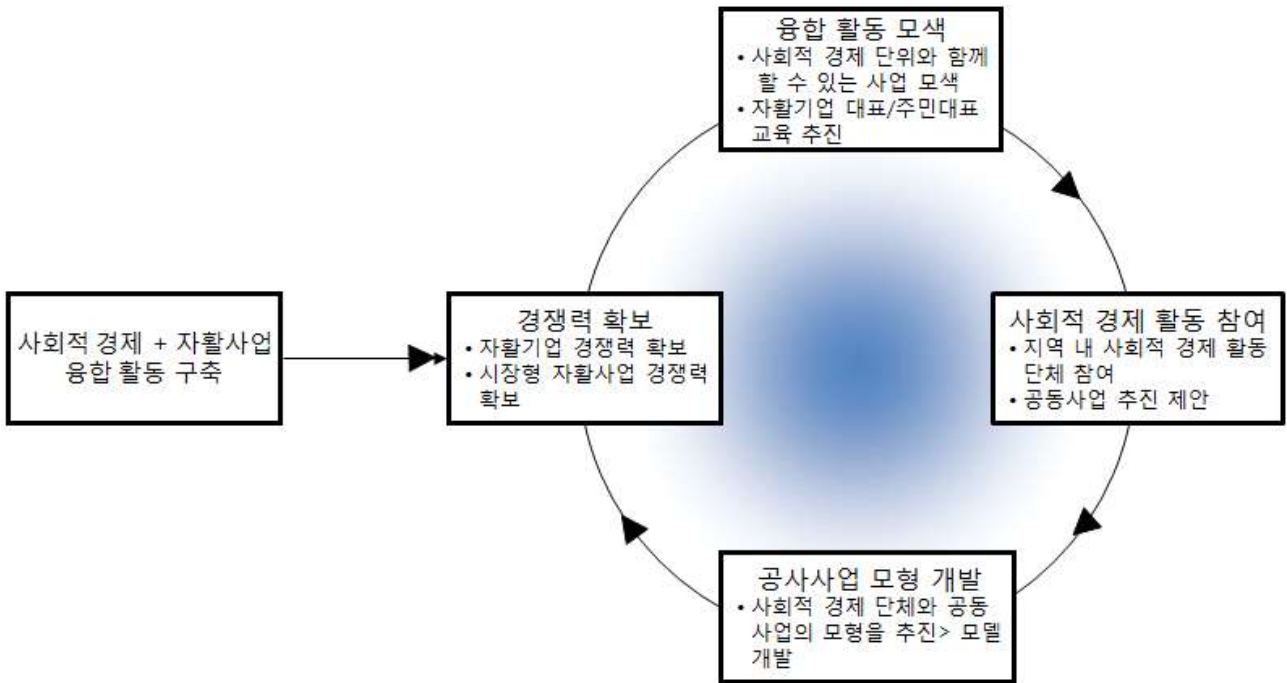 융합 활동 모색
• 사회적 경제 단위와 함께
할 수 있는 사업 모색
• 자활기업 대표/주민대표
교육 추진
사회적 경제 + 자활사업
융합 활동 구축
경쟁력 확보
• 자활기업 경쟁력 확보
• 시장형 자활사업 경쟁력
확보
사회적 경제 활동 참여
• 지역 내 사회적 경제 활동
단체 참여
• 공동사업 추진 제안
공사사업 모형 개발
• 사회적 경제 단체와 공동
사업의 모형을 추진> 모델
개발